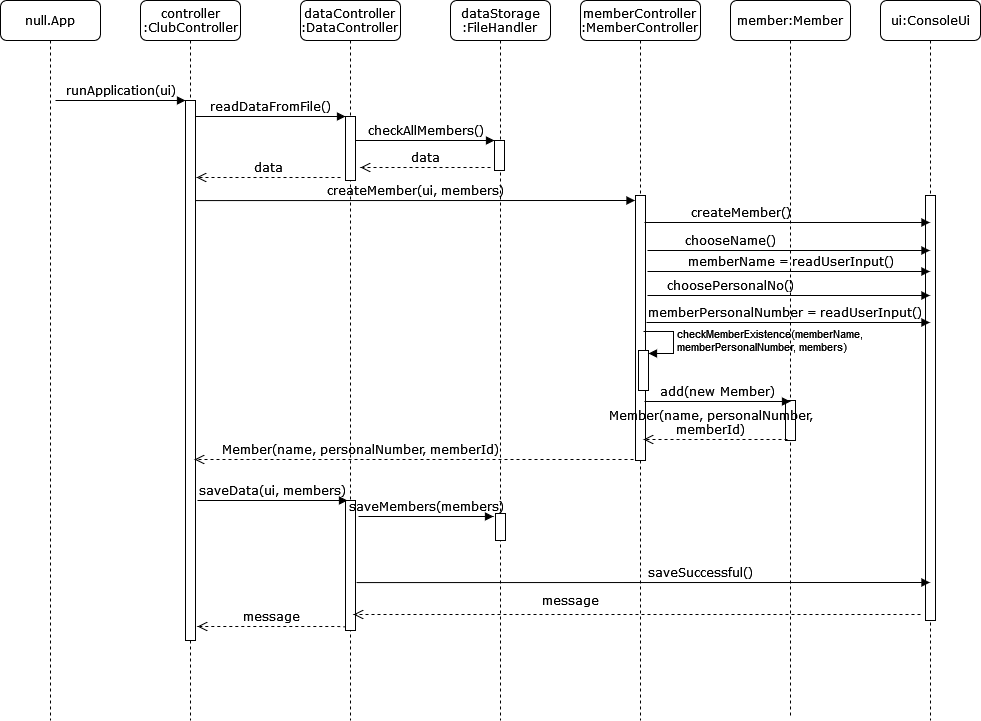 null.App
controller
:ClubController
dataController
:DataController
dataStorage
:FileHandler
memberController
:MemberController
member:Member
ui:ConsoleUi
runApplication(ui)
readDataFromFile()
checkAllMembers()
data
data
createMember(ui, members)
createMember()
chooseName()
memberName = readUserInput()
choosePersonalNo()
memberPersonalNumber = readUserInput()
checkMemberExistence(memberName,
memberPersonalNumber, members)
add(new Member)
Member(name, personalNumber,
memberId)
Member(name, personalNumber, memberId)
saveData(ui, members)
saveMembers(members)
saveSuccessful()
message
message